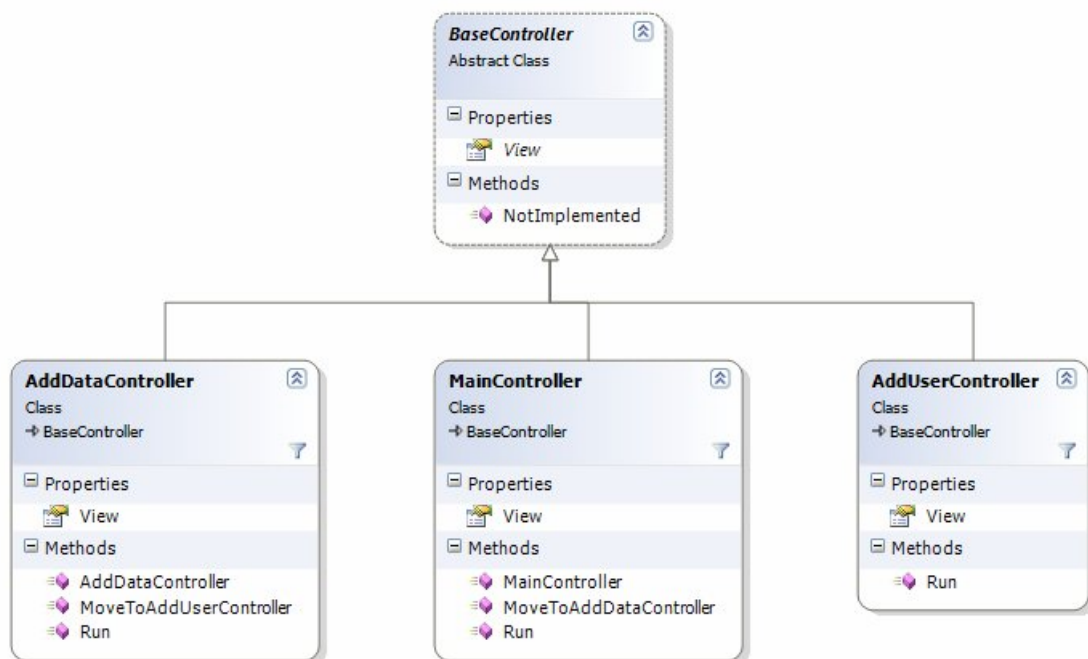 BaseController
Abstract Class
Properties
View
Methods
NotImplemented
AddDataController
Class
BaseController
Properties
View
Methods
AddDataController
MoveToAddUserController
Run
MainController
Class
BaseController
Properties
View
Methods
MainController
MoveToAddDataController
Run
AddUserController
Class
BaseController
Properties
View
Methods
Run